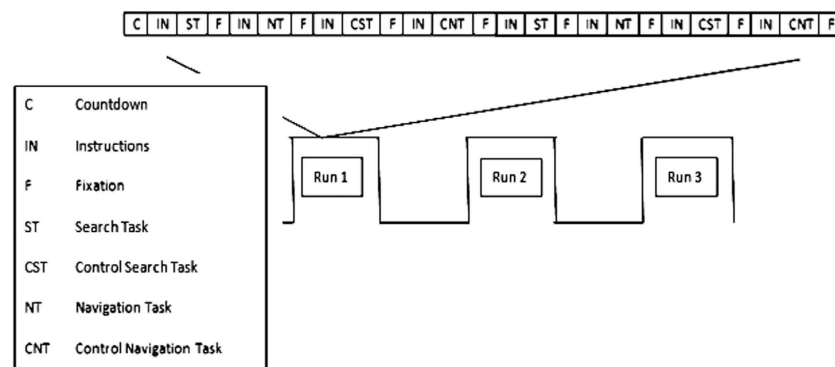 C IN ST F IN NT F IN CST F IN CNT F IN ST F IN NT F IN CST F IN CNT F
C Countdown
IN Instructions
F Fixation
ST Search Task
CST Control Search Task
NT Navigation Task
CNT Control Navigation Task
Run 1 Run 2 Run 3